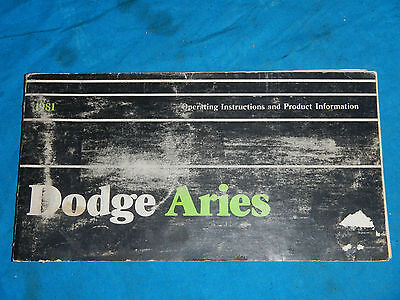 1981 Operating Instructions and Product Information
Dodge Aries